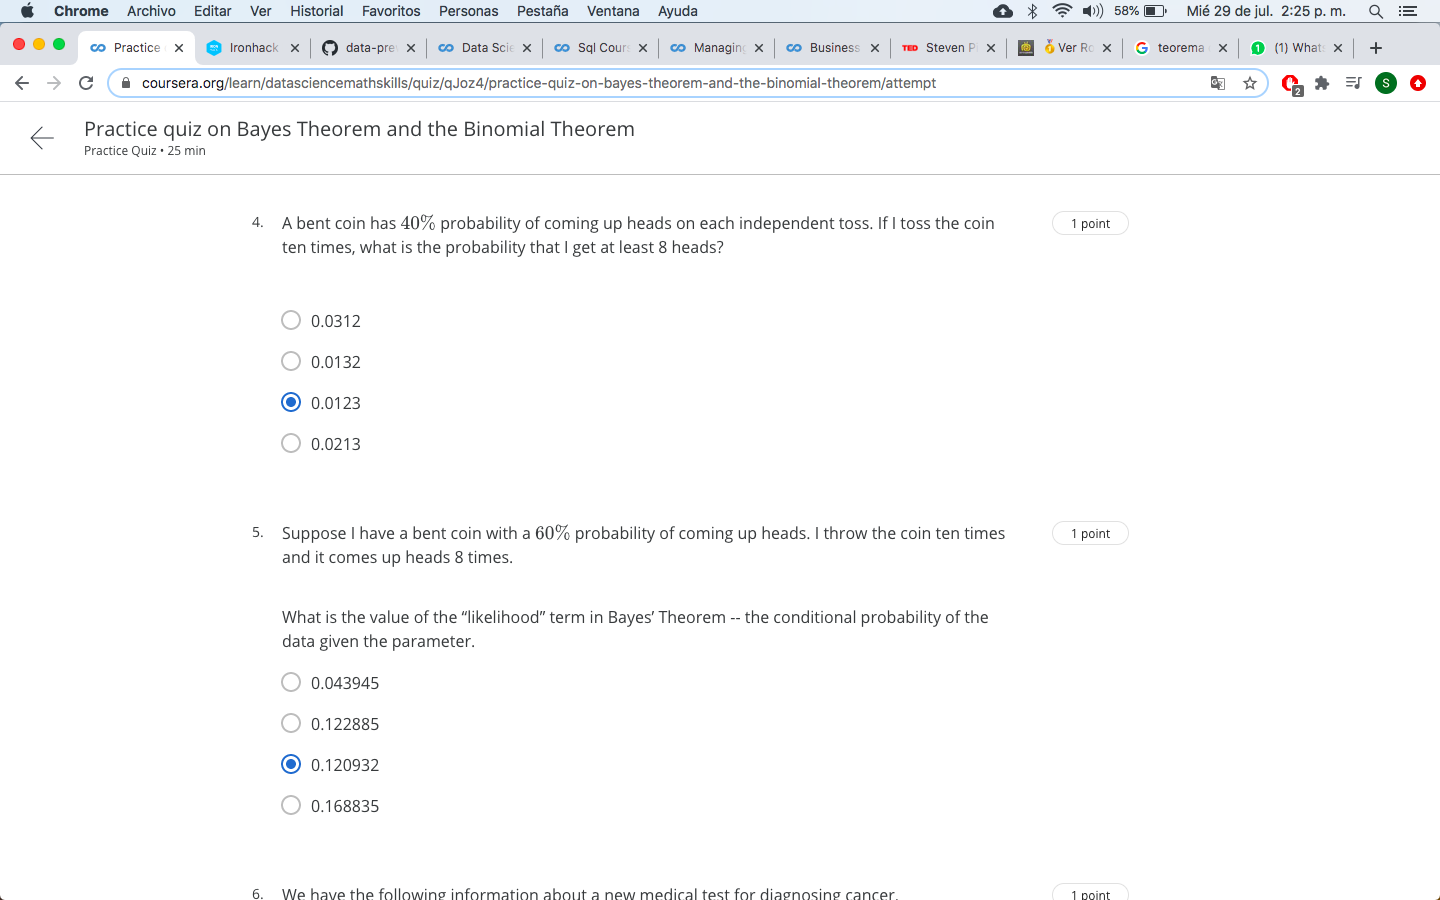 Chrome Archivo Editar Ver Historial Favoritos Personas Pestaña Ventana Ayuda 58% Mié 29 de jul. 2:25 p. m.
Practice Ironhack data-pre Data Scie Sql Cour Managing Business TED Steven P Ver Ro G teorema 1 (1) Whats
coursera.org/learn/datasciencemathskills/quiz/qJoz4/practice-quiz-on-bayes-theorem-and-the-binomial-theorem/attempt 2 S
Practice quiz on Bayes Theorem and the Binomial Theorem
Practice Quiz • 25 min
4. A bent coin has 40% probability of coming up heads on each independent toss. If I toss the coin 1 point
ten times, what is the probability that I get at least 8 heads?
0.0312
0.0132
0.0123
0.0213
5. Suppose I have a bent coin with a 60% probability of coming up heads. I throw the coin ten times 1 point
and it comes up heads 8 times.
What is the value of the “likelihood” term in Bayes’ Theorem -- the conditional probability of the
data given the parameter.
0.043945
0.122885
0.120932
0.168835
6. We have the following information about a new medical test for diagnosing cancer. 1 point